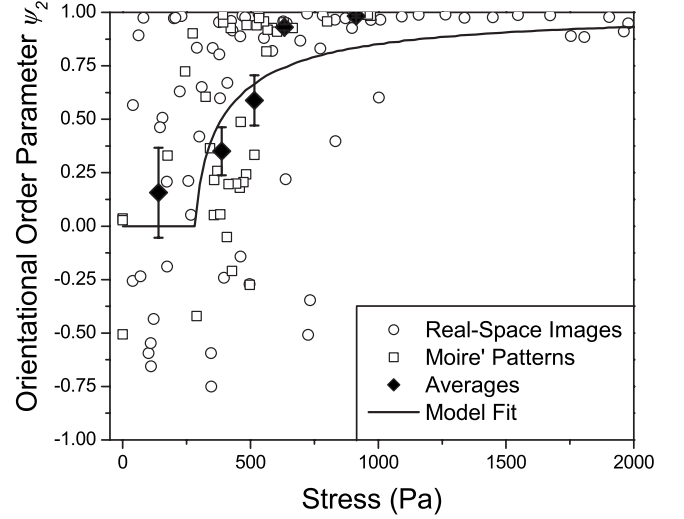 Orientational Order Parameter ψ2
1.00
0.75
0.50
0.25
0.00
-0.25
-0.50
-0.75
-1.00
Real-Space Images
Moire' Patterns
Averages
Model Fit
0 500 1000 1500 2000
Stress (Pa)